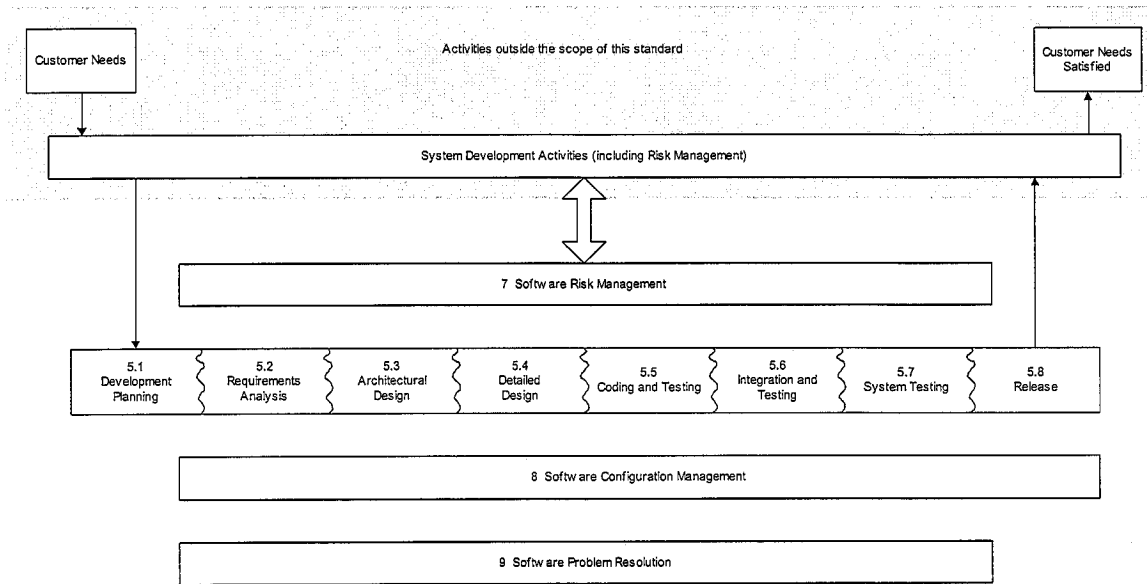 Customer Needs
Activities outside the scope of this standard
Customer Needs
Satisfied
System Development Activities (including Risk Management)
7 Software Risk Management
5.1
Development
Planning
5.2
Requirements
Analysis
5.3
Architectural
Design
5.4
Detailed
Design
5.5
Coding and Testing
5.6
Integration and
Testing
5.7
System Testing
5.8
Release
8 Software Configuration Management
9 Software Problem Resolution